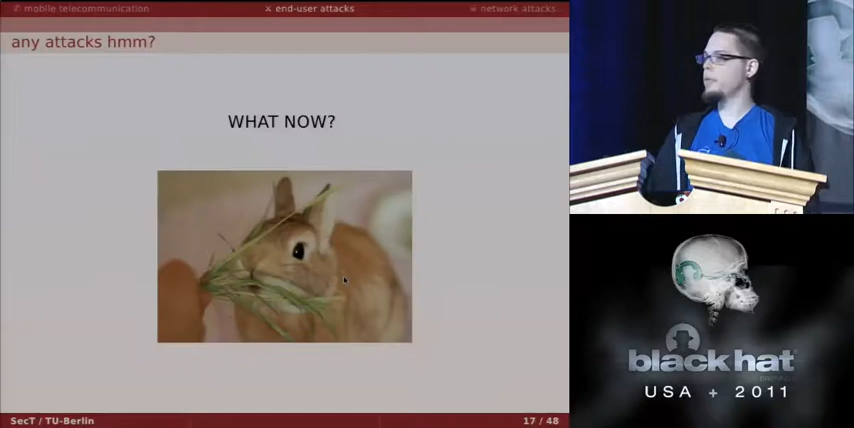 mobile telecommunication
end-user attacks
network attacks
any attacks hmm?
WHAT NOW?
SecT / TU-Berlin
17 / 48
black hat
USA + 2011